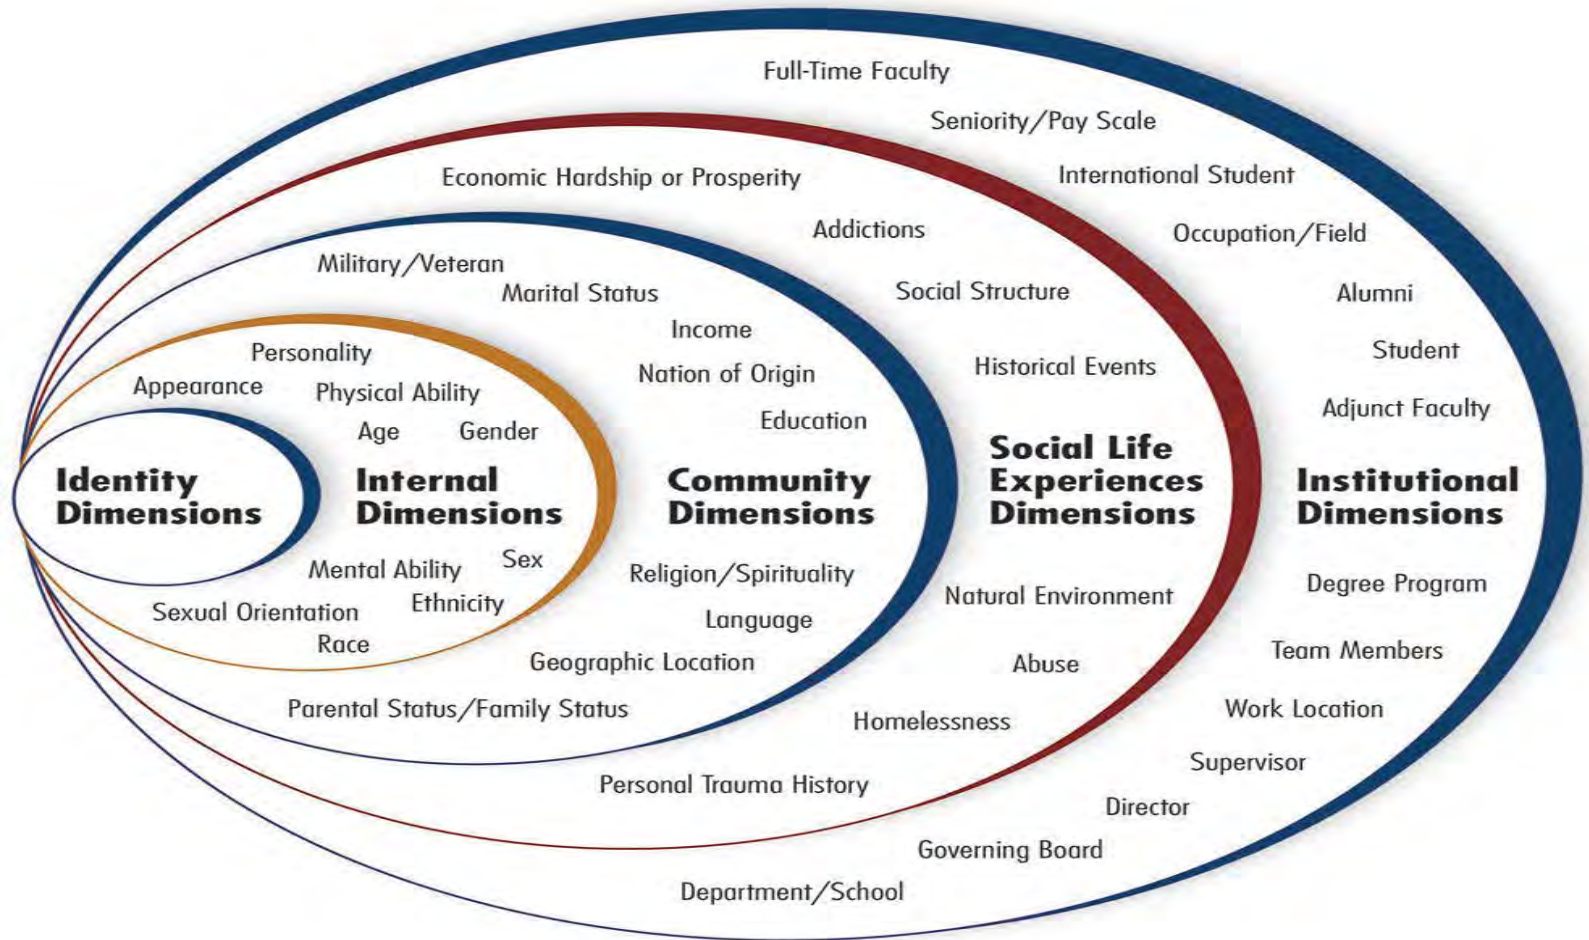 Full-Time Faculty
Seniority/Pay Scale
Economic Hardship or Prosperity
International Student
Addictions
Occupation/Field
Military/Veteran
Marital Status
Social Structure
Alumni
Income
Personality
Student
Nation of Origin
Historical Events
Appearance
Physical Ability
Adjunct Faculty
Education
Age
Gender
Identity
Dimensions
Internal
Dimensions
Community
Dimensions
Social Life
Experiences
Dimensions
Institutional
Dimensions
Sex
Mental Ability
Religion/Spirituality
Degree Program
Natural Environment
Ethnicity
Sexual Orientation
Language
Race
Team Members
Geographic Location
Abuse
Parental Status/Family Status
Work Location
Homelessness
Supervisor
Personal Trauma History
Director
Governing Board
Department/School